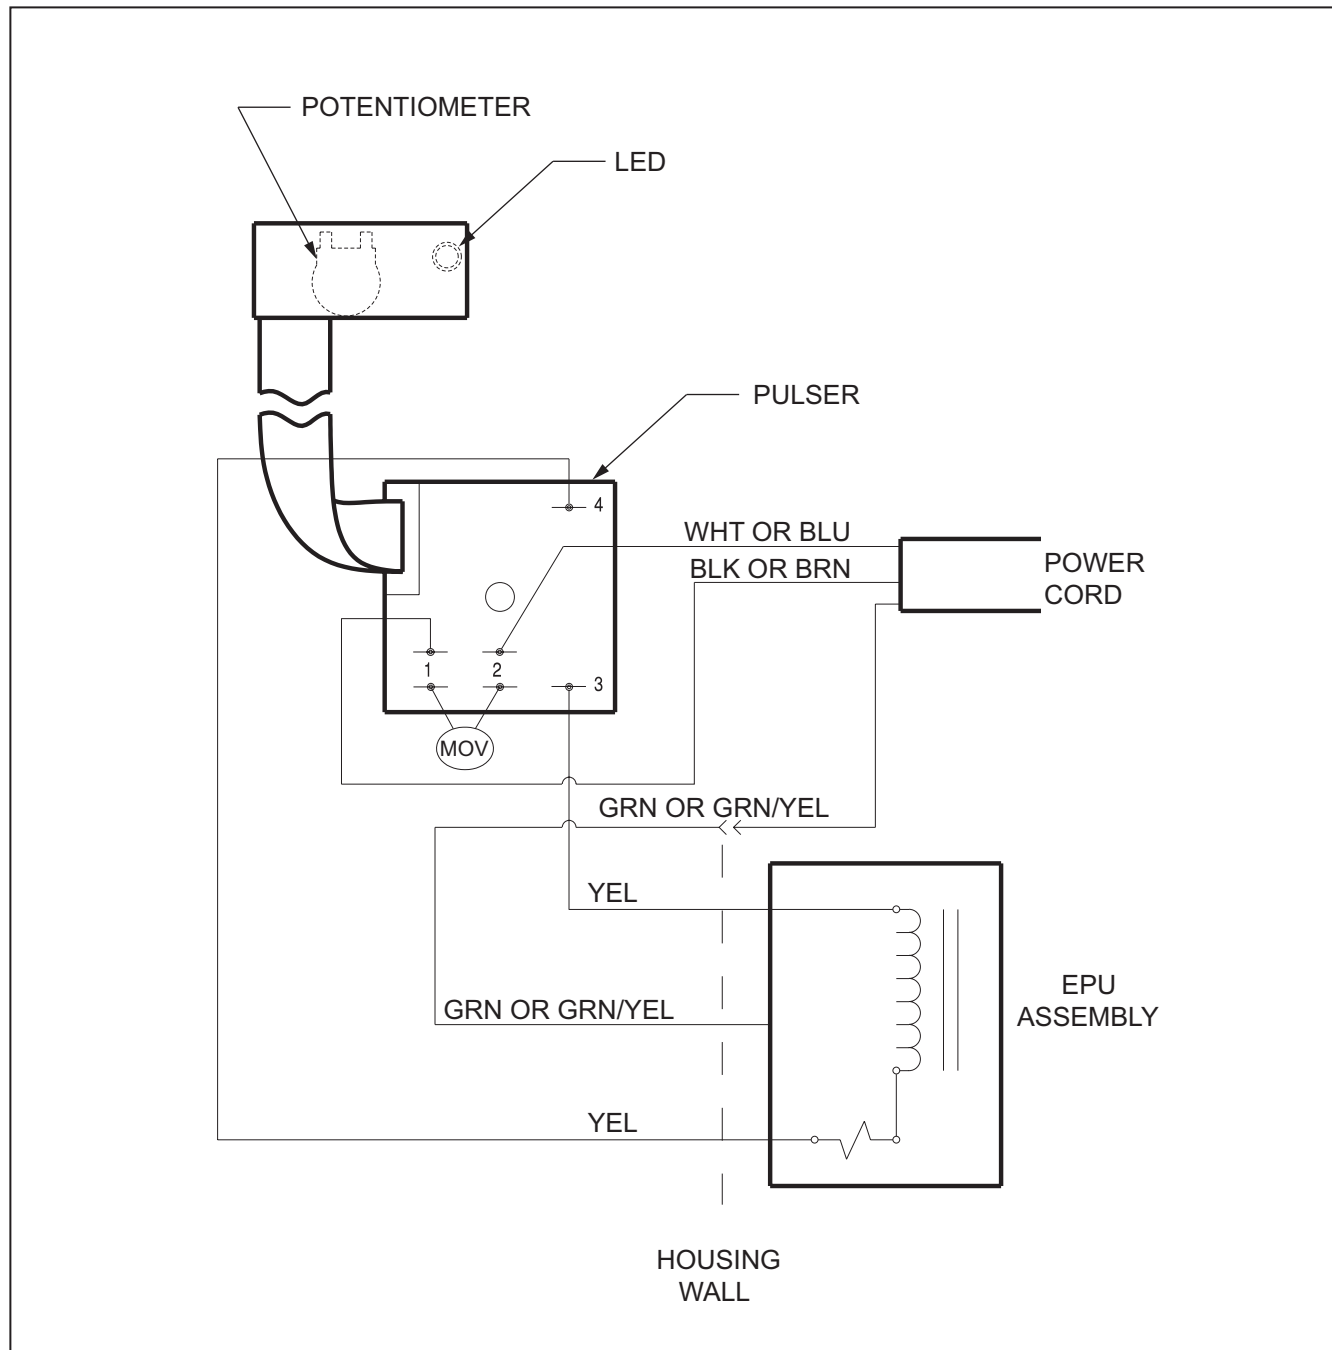 POTENTIOMETER
LED
PULSER
4
WHT OR BLU
BLK OR BRN
POWER
CORD
1
2
3
MOV
GRN OR GRN/YEL
YEL
EPU
ASSEMBLY
GRN OR GRN/YEL
YEL
HOUSING
WALL